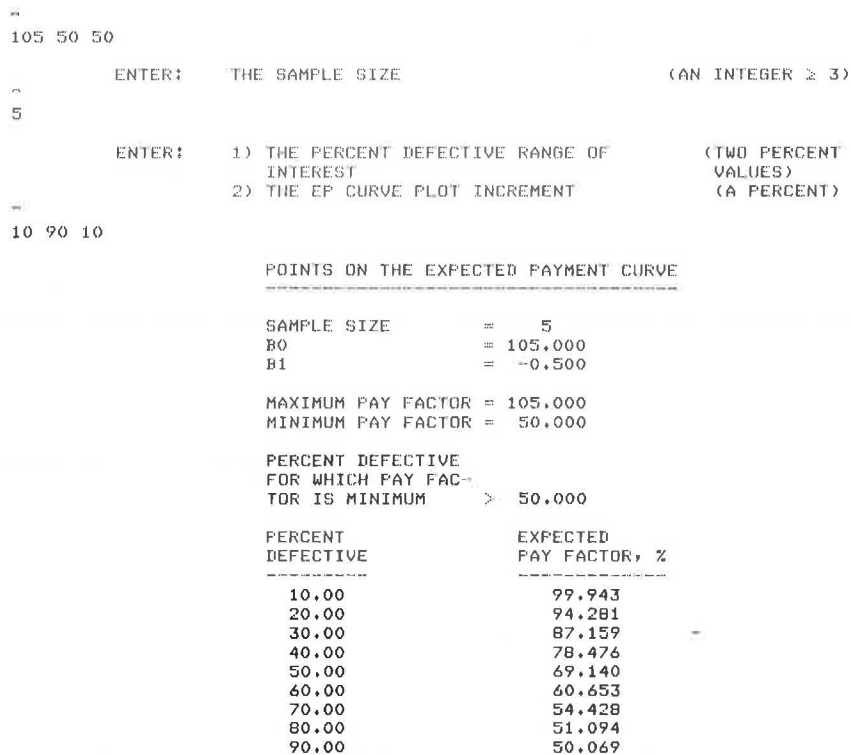 105 50 50
ENTER: THE SAMPLE SIZE (AN INTEGER ≥ 3)
5
ENTER: 1) THE PERCENT DEFECTIVE RANGE OF (TWO PERCENT
INTEREST VALUES)
2) THE EP CURVE PLOT INCREMENT (A PERCENT)
10 90 10
POINTS ON THE EXPECTED PAYMENT CURVE
SAMPLE SIZE = 5
B0 = 105.000
B1 = -0.500
MAXIMUM PAY FACTOR = 105.000
MINIMUM PAY FACTOR = 50.000
PERCENT DEFECTIVE
FOR WHICH PAY FAC-
TOR IS MINIMUM > 50.000
PERCENT EXPECTED
DEFECTIVE PAY FACTOR, %
10.00 99.943
20.00 94.281
30.00 87.159
40.00 78.476
50.00 69.140
60.00 60.653
70.00 54.428
80.00 51.094
90.00 50.069